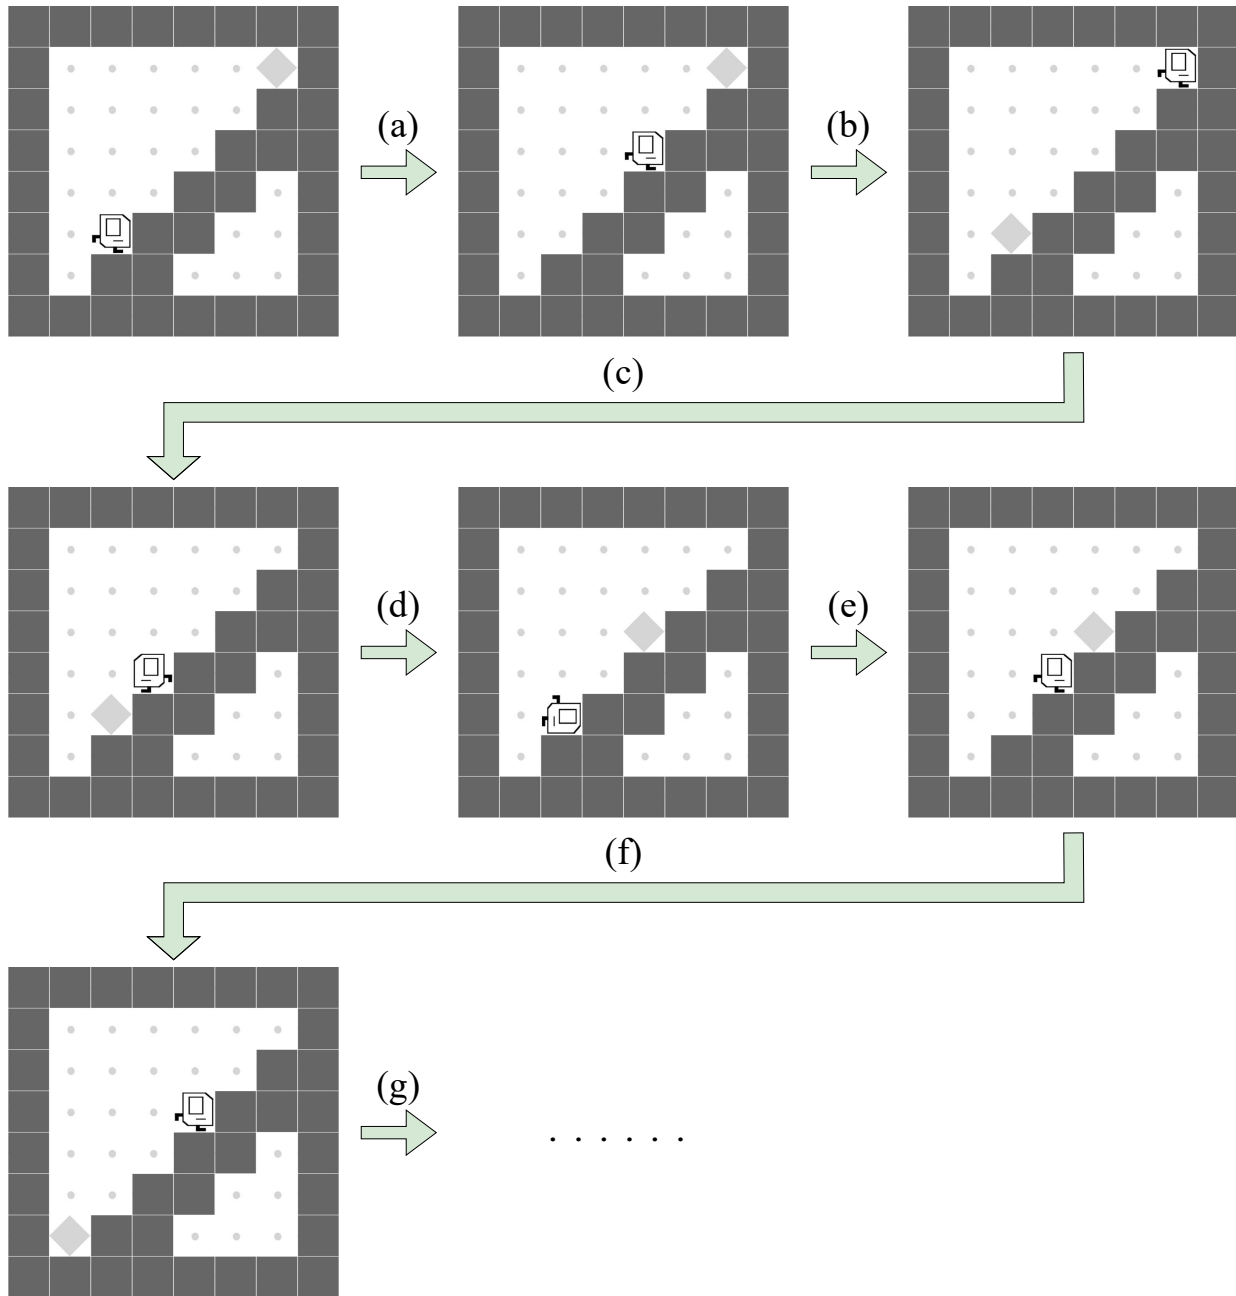 (a)
(b)
(c)
(d)
(e)
(f)
(g)
. . . . . .